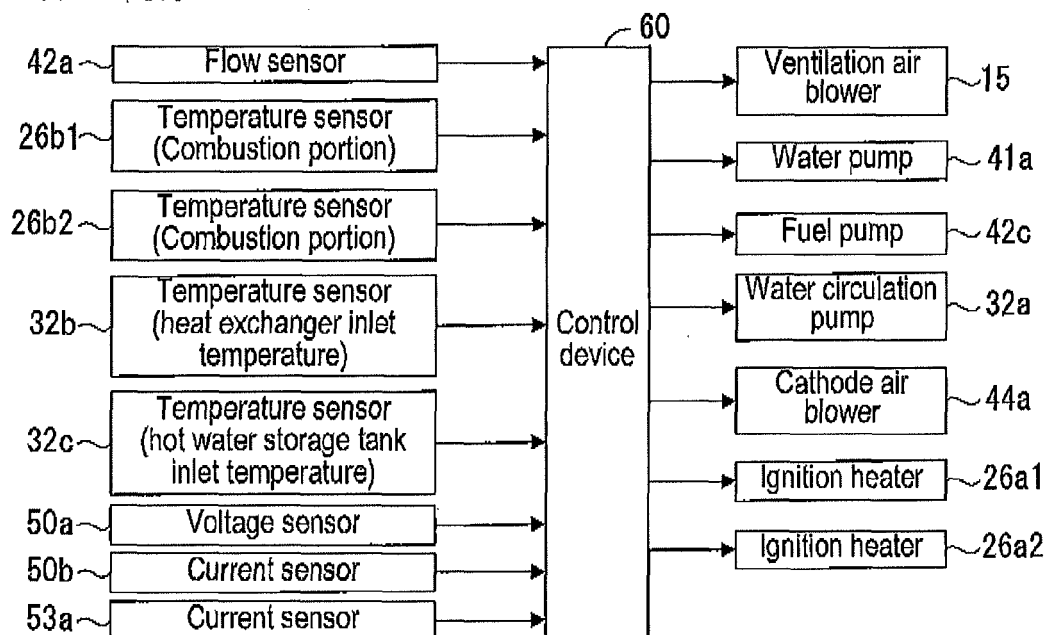 60
42a
Flow sensor
26b1
Temperature sensor
(Combustion portion)
26b2
Temperature sensor
(Combustion portion)
32b
Temperature sensor
(heat exchanger inlet
temperature)
32c
Temperature sensor
(hot water storage tank
inlet temperature)
50a
Voltage sensor
50b
Current sensor
53a
Current sensor
Control
device
Ventilation air
blower
15
Water pump
41a
Fuel pump
42c
Water circulation
pump
32a
Cathode air
blower
44a
Ignition heater
26a1
Ignition heater
26a2